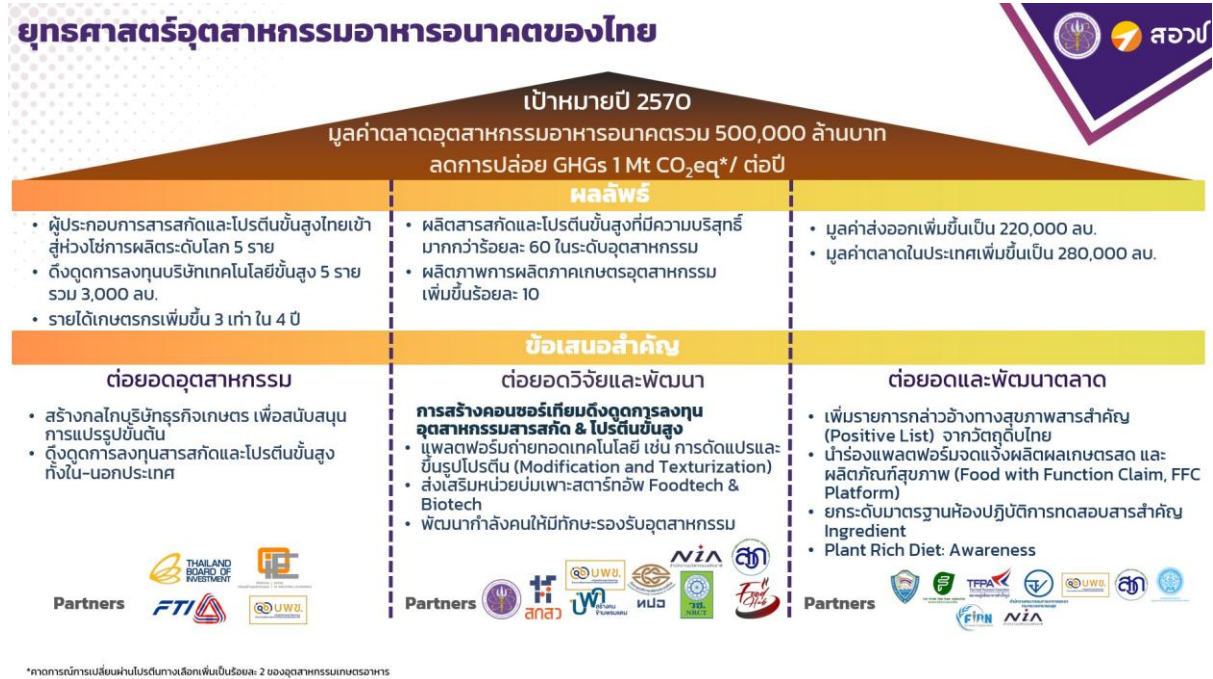 ยุทธศาสตร์อุตสาหกรรมอาหารอนาคตของไทย
สอวช
เป้าหมายปี 2570
มูลค่าตลาดอุตสาหกรรมอาหารอนาคตรวม 500,000 ล้านบาท
ลดการปล่อย GHGs 1 Mt CO₂eq*/ ต่อปี
ผลลัพธ์
• ผู้ประกอบการสารสกัดและโปรตีนขั้นสูงไทยเข้า
สู่ห่วงโซ่การผลิตระดับโลก 5 ราย
• ดึงดูดการลงทุนบริษัทเทคโนโลยีขั้นสูง 5 ราย
รวม 3,000 ลบ.
• รายได้เกษตรกรเพิ่มขึ้น 3 เท่า ใน 4 ปี
• ผลิตสารสกัดและโปรตีนขั้นสูงที่มีความบริสุทธิ์
มากกว่าร้อยละ 60 ในระดับอุตสาหกรรม
• ผลิตภาพการผลิตภาคเกษตรอุตสาหกรรม
เพิ่มขึ้นร้อยละ 10
• มูลค่าส่งออกเพิ่มขึ้นเป็น 220,000 ลบ.
• มูลค่าตลาดในประเทศเพิ่มขึ้นเป็น 280,000 ลบ.
ข้อเสนอสำคัญ
ต่อยอดอุตสาหกรรม
• สร้างกลไกบริษัทธุรกิจเกษตร เพื่อสนับสนุน
การแปรรูปขั้นต้น
• ดึงดูดการลงทุนสารสกัดและโปรตีนขั้นสูง
ทั้งใน-นอกประเทศ
Partners
THAILAND
BOARD OF
INVESTMENT
FTI
บพข.
ต่อยอดวิจัยและพัฒนา
การสร้างคอนซอร์เทียมดึงดูดการลงทุน
อุตสาหกรรมสารสกัด & โปรตีนขั้นสูง
• แพลตฟอร์มถ่ายทอดเทคโนโลยี เช่น การดัดแปรและ
ขึ้นรูปโปรตีน (Modification and Texturization)
• ส่งเสริมหน่วยบ่มเพาะสตาร์ทอัพ Foodtech &
Biotech
• พัฒนากำลังคนให้มีทักษะรองรับอุตสาหกรรม
Partners
สกสว
บพข.
NIA
วช.
NRCT
ต่อยอดและพัฒนาตลาด
• เพิ่มรายการกล่าวอ้างทางสุขภาพสารสำคัญ
(Positive List) จากวัตถุดิบไทย
• นำร่องแพลตฟอร์มจดแจ้งผลิตผลเกษตรสด และ
ผลิตภัณฑ์สุขภาพ (Food with Function Claim, FFC
Platform)
• ยกระดับมาตรฐานห้องปฏิบัติการทดสอบสารสำคัญ
Ingredient
• Plant Rich Diet: Awareness
Partners
TFPA
บพข.
NIA
*คาดการณ์การเปลี่ยนผ่านโปรตีนทางเลือกเพิ่มเป็นร้อยละ 2 ของอุตสาหกรรมเกษตรอาหาร